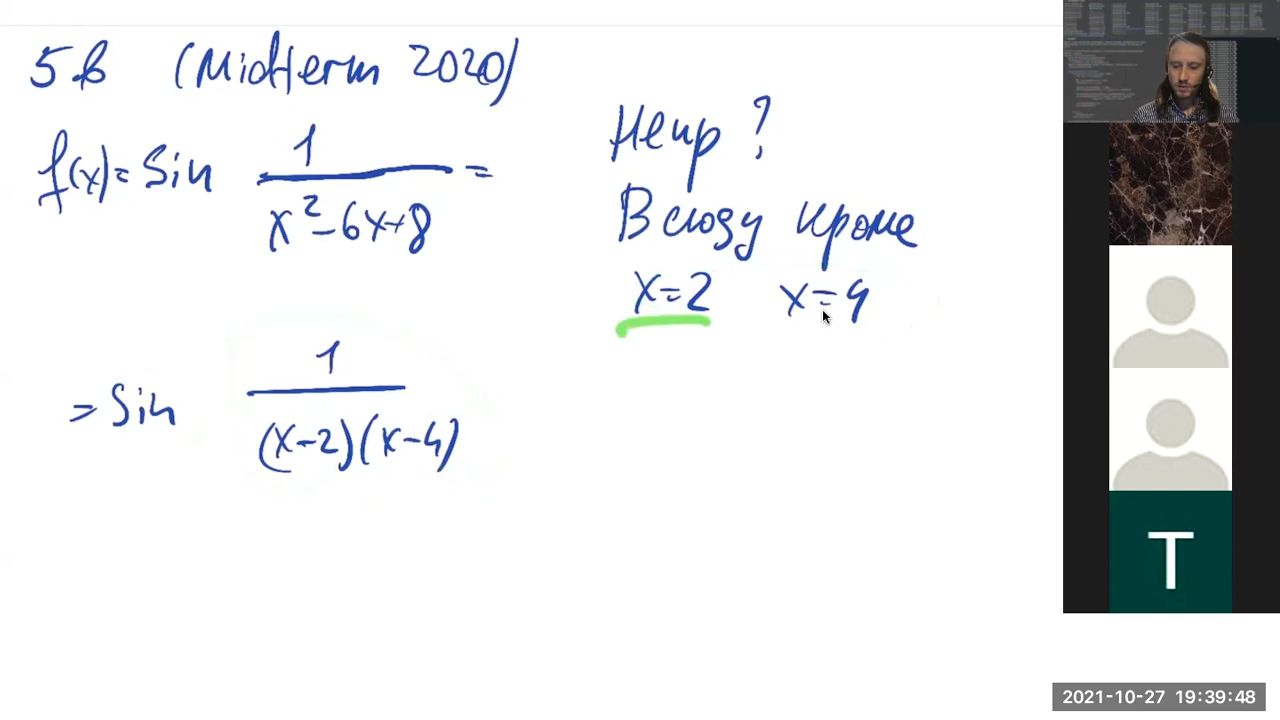 5b (Midterm 2020)
f(x) = Sin 1 / (x² - 6x + 8) =
= Sin 1 / ((x-2)(x-4))
Непр ?
Всюду кроме
x=2 x=4
T
2021-10-27 19:39:48